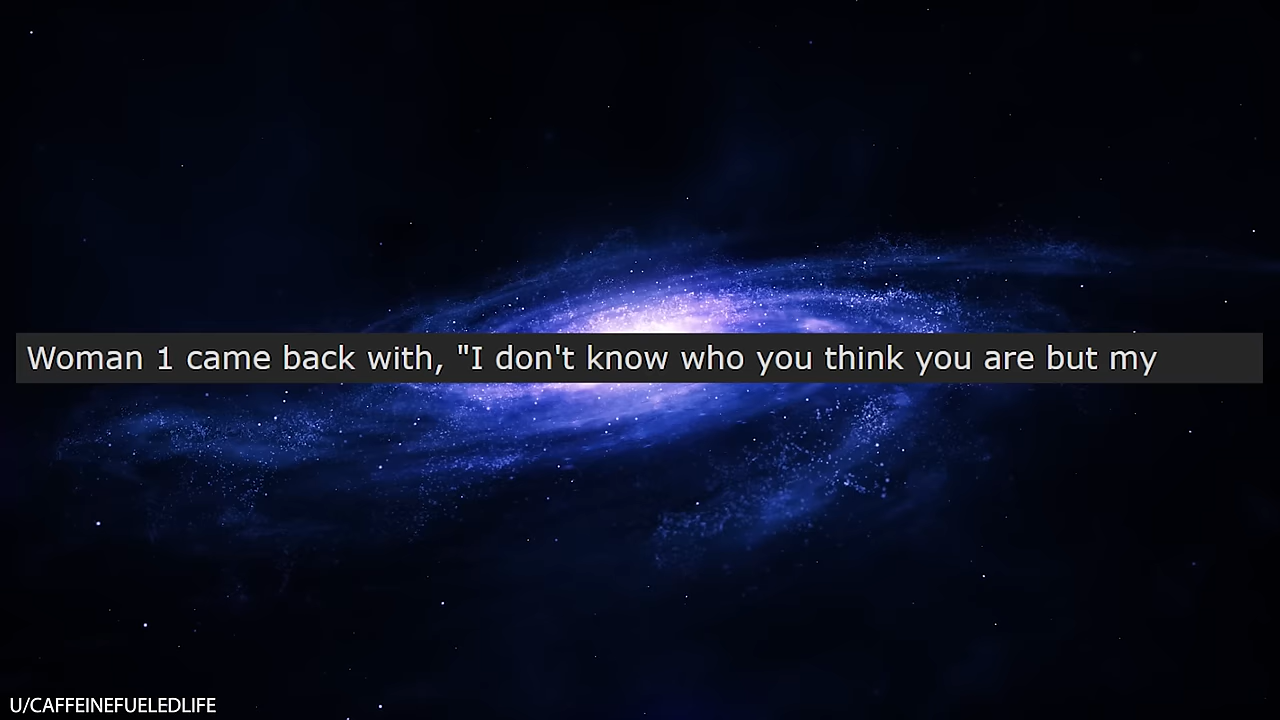 Woman 1 came back with, "I don't know who you think you are but my
U/CAFFEINEFUELEDLIFE